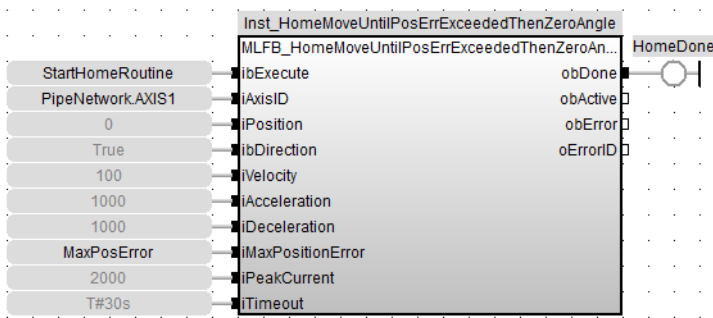 Inst_HomeMoveUntilPosErrExceededThenZeroAngle
MLFB_HomeMoveUntilPosErrExceededThenZeroAn...
HomeDone
StartHomeRoutine ibExecute obDone
PipeNetwork.AXIS1 iAxisID obActive
0 iPosition obError
True ibDirection oErrorID
100 iVelocity
1000 iAcceleration
1000 iDeceleration
MaxPosError iMaxPositionError
2000 iPeakCurrent
T#30s iTimeout